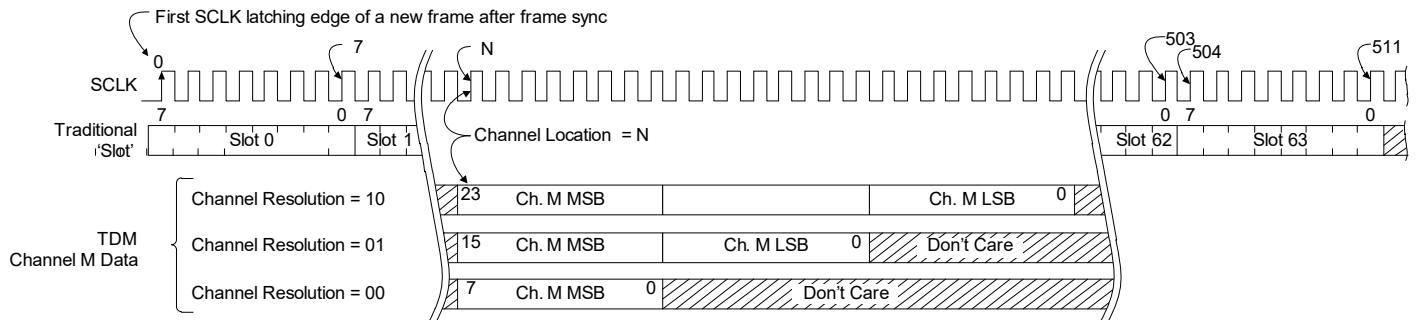 First SCLK latching edge of a new frame after frame sync
0 7 N 503 504 511
SCLK
7 0 7 0 7 0
Traditional 'Slot'
Slot 0 Slot 1 Slot 62 Slot 63
Channel Location = N
TDM Channel M Data
Channel Resolution = 10 23 Ch. M MSB Ch. M LSB 0
Channel Resolution = 01 15 Ch. M MSB Ch. M LSB 0 Don't Care
Channel Resolution = 00 7 Ch. M MSB 0 Don't Care